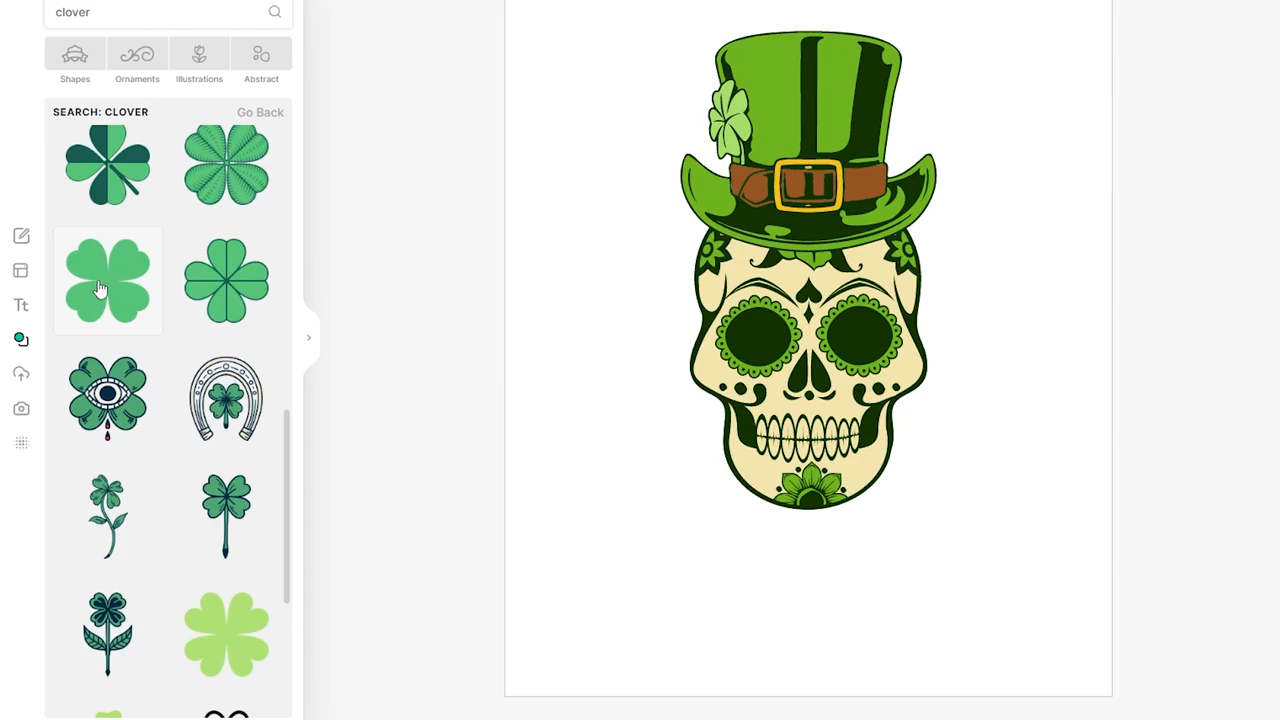 clover
Shapes Ornaments Illustrations Abstract
SEARCH: CLOVER Go Back
Tt